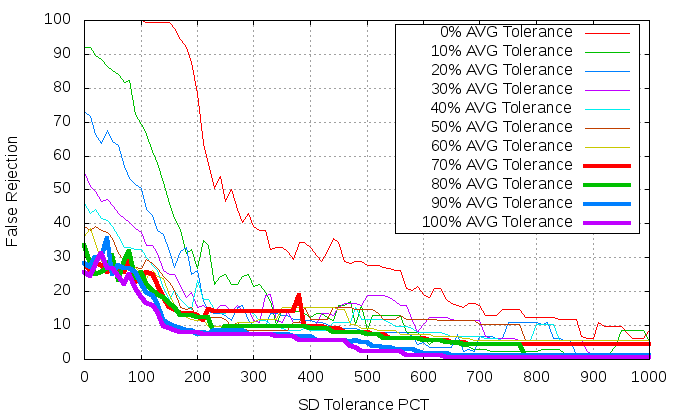 100
90
80
70
60
50
40
30
20
10
0
0 100 200 300 400 500 600 700 800 900 1000
False Rejection
SD Tolerance PCT
0% AVG Tolerance
10% AVG Tolerance
20% AVG Tolerance
30% AVG Tolerance
40% AVG Tolerance
50% AVG Tolerance
60% AVG Tolerance
70% AVG Tolerance
80% AVG Tolerance
90% AVG Tolerance
100% AVG Tolerance